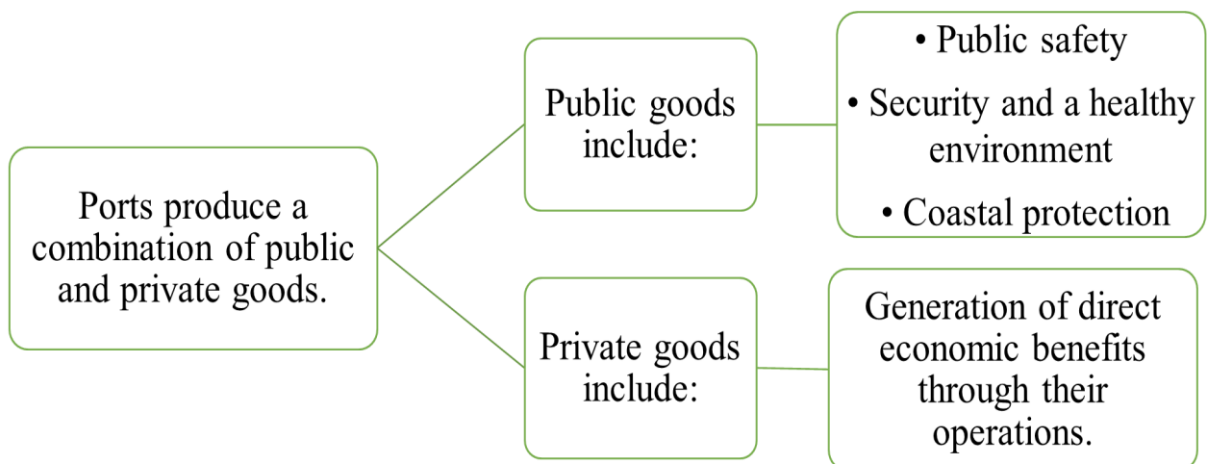 Ports produce a
combination of public
and private goods.
Public goods
include:
• Public safety
• Security and a healthy
environment
• Coastal protection
Private goods
include:
Generation of direct
economic benefits
through their
operations.